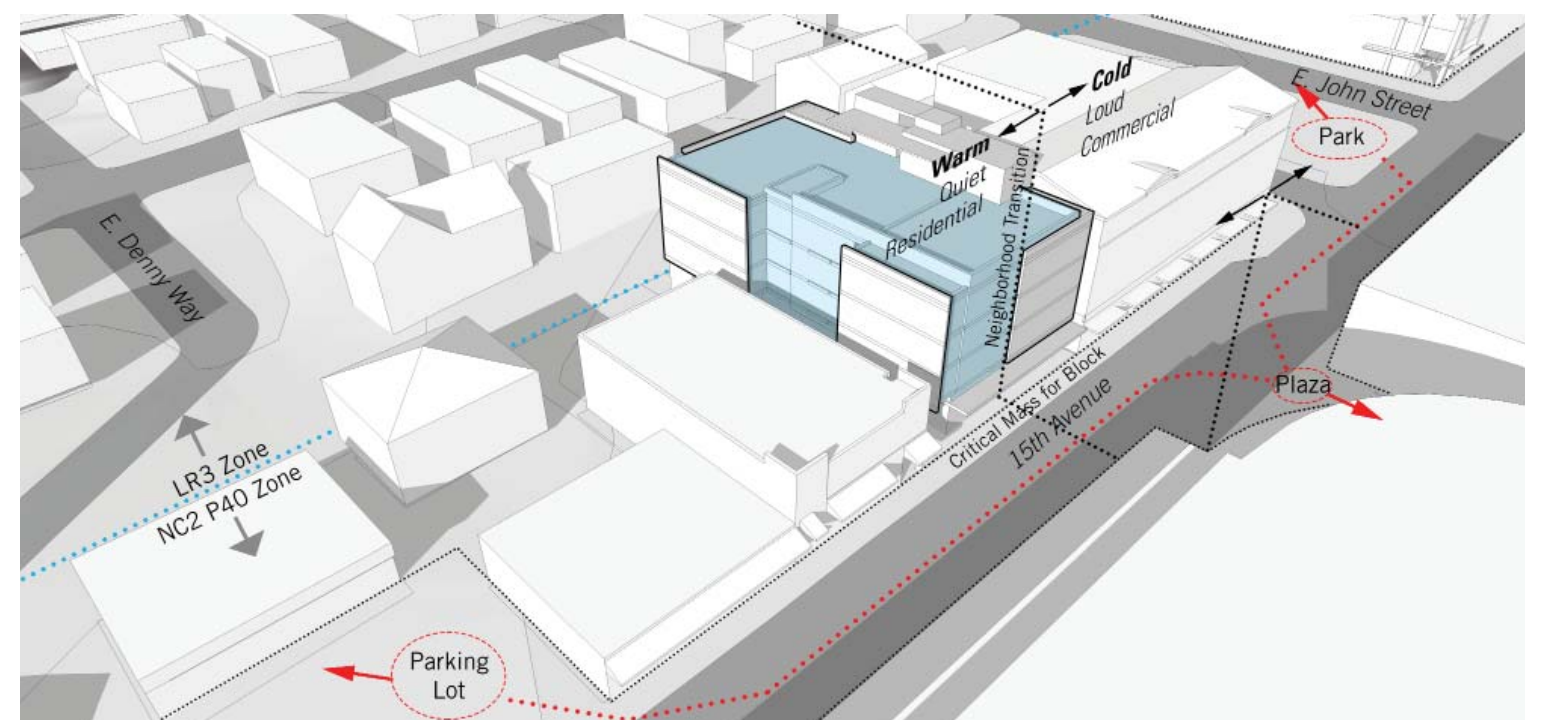 Cold
Loud
Commercial
E. John Street
Park
Warm
Quiet
Residential
Neighborhood Transition
E. Denny Way
Plaza
Critical Mass for Block
15th Avenue
LR3 Zone
NC2 P40 Zone
Parking
Lot